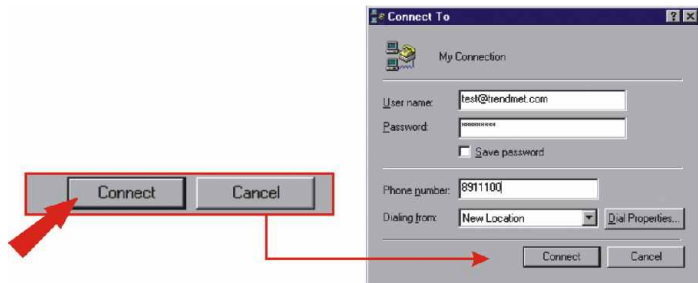 Connect To
My Connection
User name: test@trendmet.com
Password: *********
Save password
Phone number: 8911100
Dialing from: New Location Dial Properties...
Connect Cancel
Connect Cancel